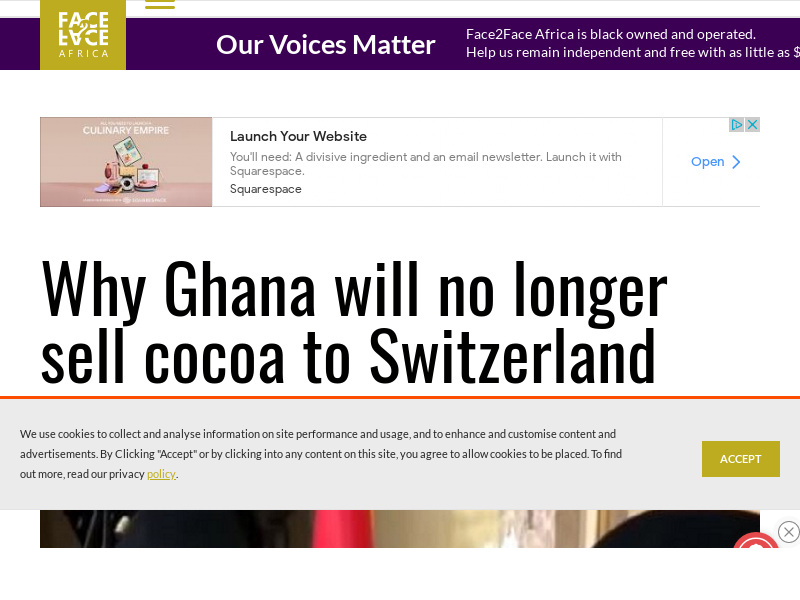 FACE
2
FACE
AFRICA
Our Voices Matter
Face2Face Africa is black owned and operated.
Help us remain independent and free with as little as $
CULINARY EMPIRE
Launch Your Website
You'll need: A divisive ingredient and an email newsletter. Launch it with
Squarespace.
Squarespace
Open
Why Ghana will no longer
sell cocoa to Switzerland
We use cookies to collect and analyse information on site performance and usage, and to enhance and customise content and
advertisements. By Clicking "Accept" or by clicking into any content on this site, you agree to allow cookies to be placed. To find
out more, read our privacy policy.
ACCEPT